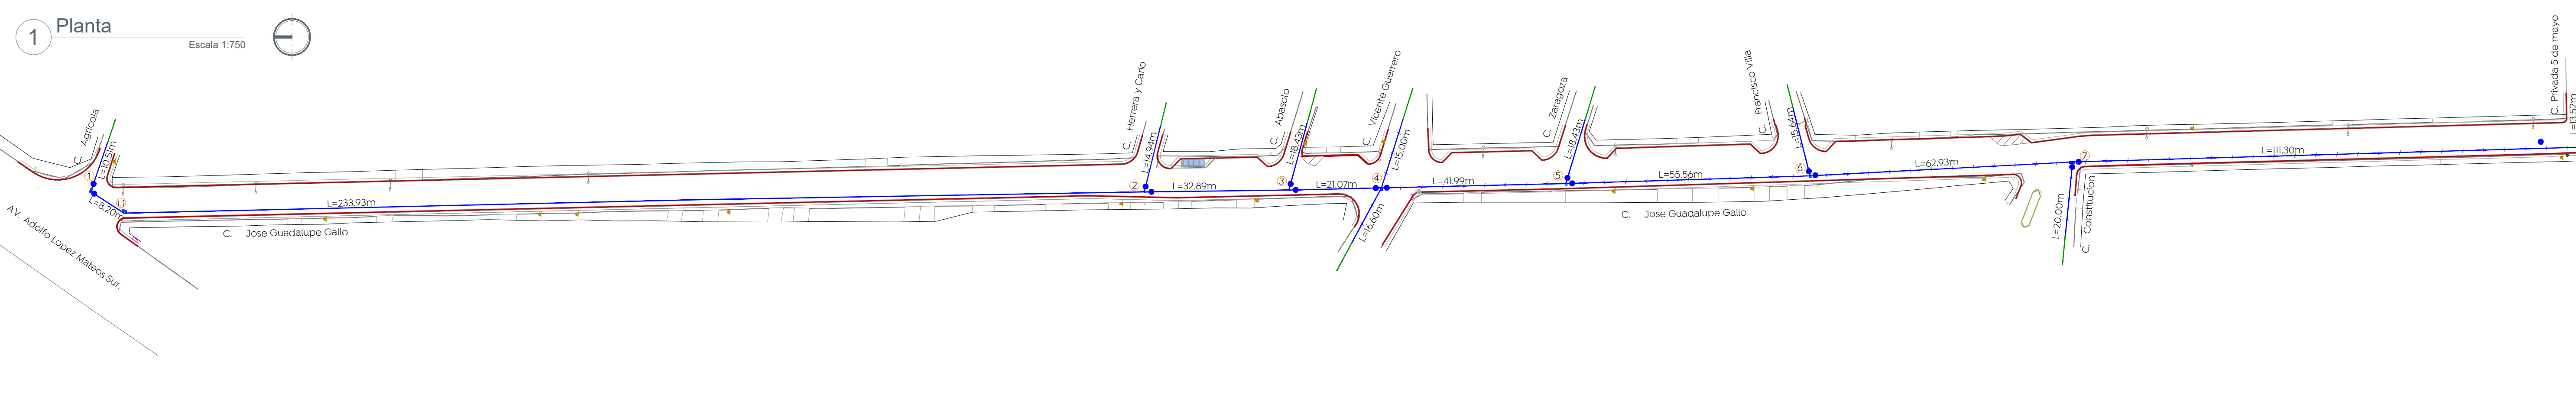 1
Planta
Escala 1:750
C. Agricola
L=10.51m
1
1.1
L=8.20m
AV. Adolfo Lopez Mateos Sur.
L=233.93m
C. Jose Guadalupe Gallo
C. Herrera y Cario
L=14.94m
2
L=32.89m
C. Abasolo
L=18.43m
3
L=21.07m
C. Vicente Guerrero
L=15.00m
4
L=16.60m
L=41.99m
C. Zaragoza
L=18.43m
5
L=55.56m
C. Jose Guadalupe Gallo
C. Francisco Villa
L=15.64m
6
L=62.93m
7
L=20.00m
C. Constitucion
L=111.30m
C. Privada 5 de mayo
=13.52m